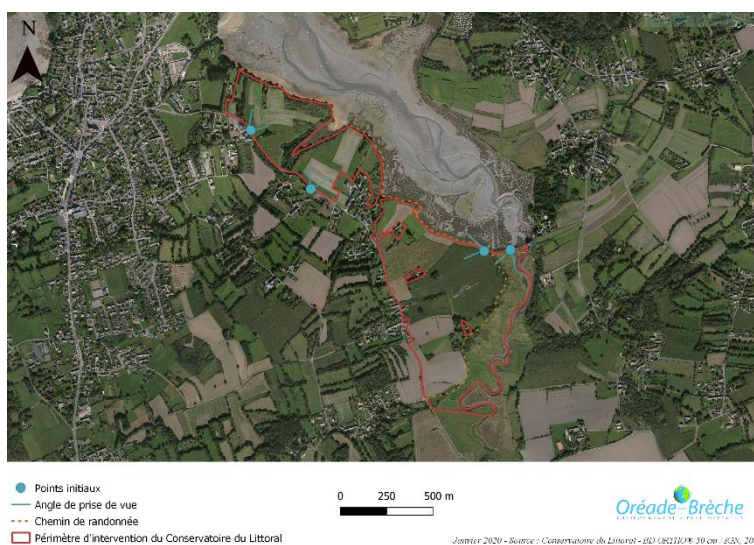 N
Points initiaux
Angle de prise de vue
Chemin de randonnée
Périmètre d'intervention du Conservatoire du Littoral
0 250 500 m
Oréade-Brèche
Janvier 2020 - Source : Conservatoire du Littoral - BD ORTHO® 50 cm / IGN, 20